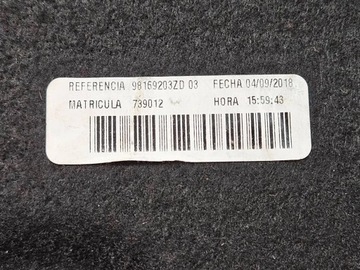 REFERENCIA 98169203ZD 03 FECHA 04/09/2018
MATRICULA 739012 HORA 15:59:43